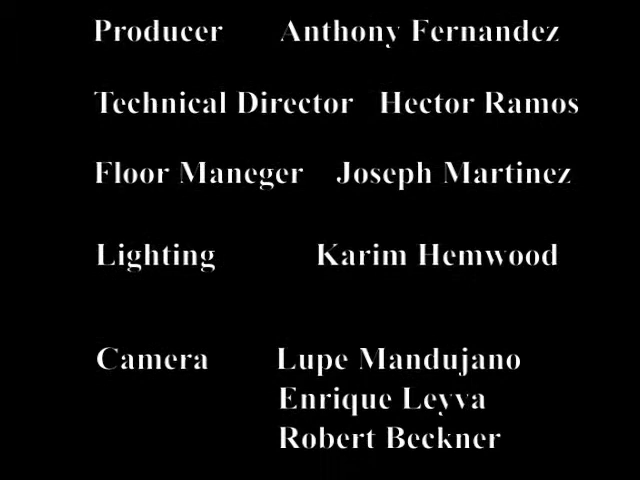 Producer Anthony Fernandez
Technical Director Hector Ramos
Floor Maneger Joseph Martinez
Lighting Karim Hemwood
Camera Lupe Mandujano
Enrique Leyva
Robert Beckner